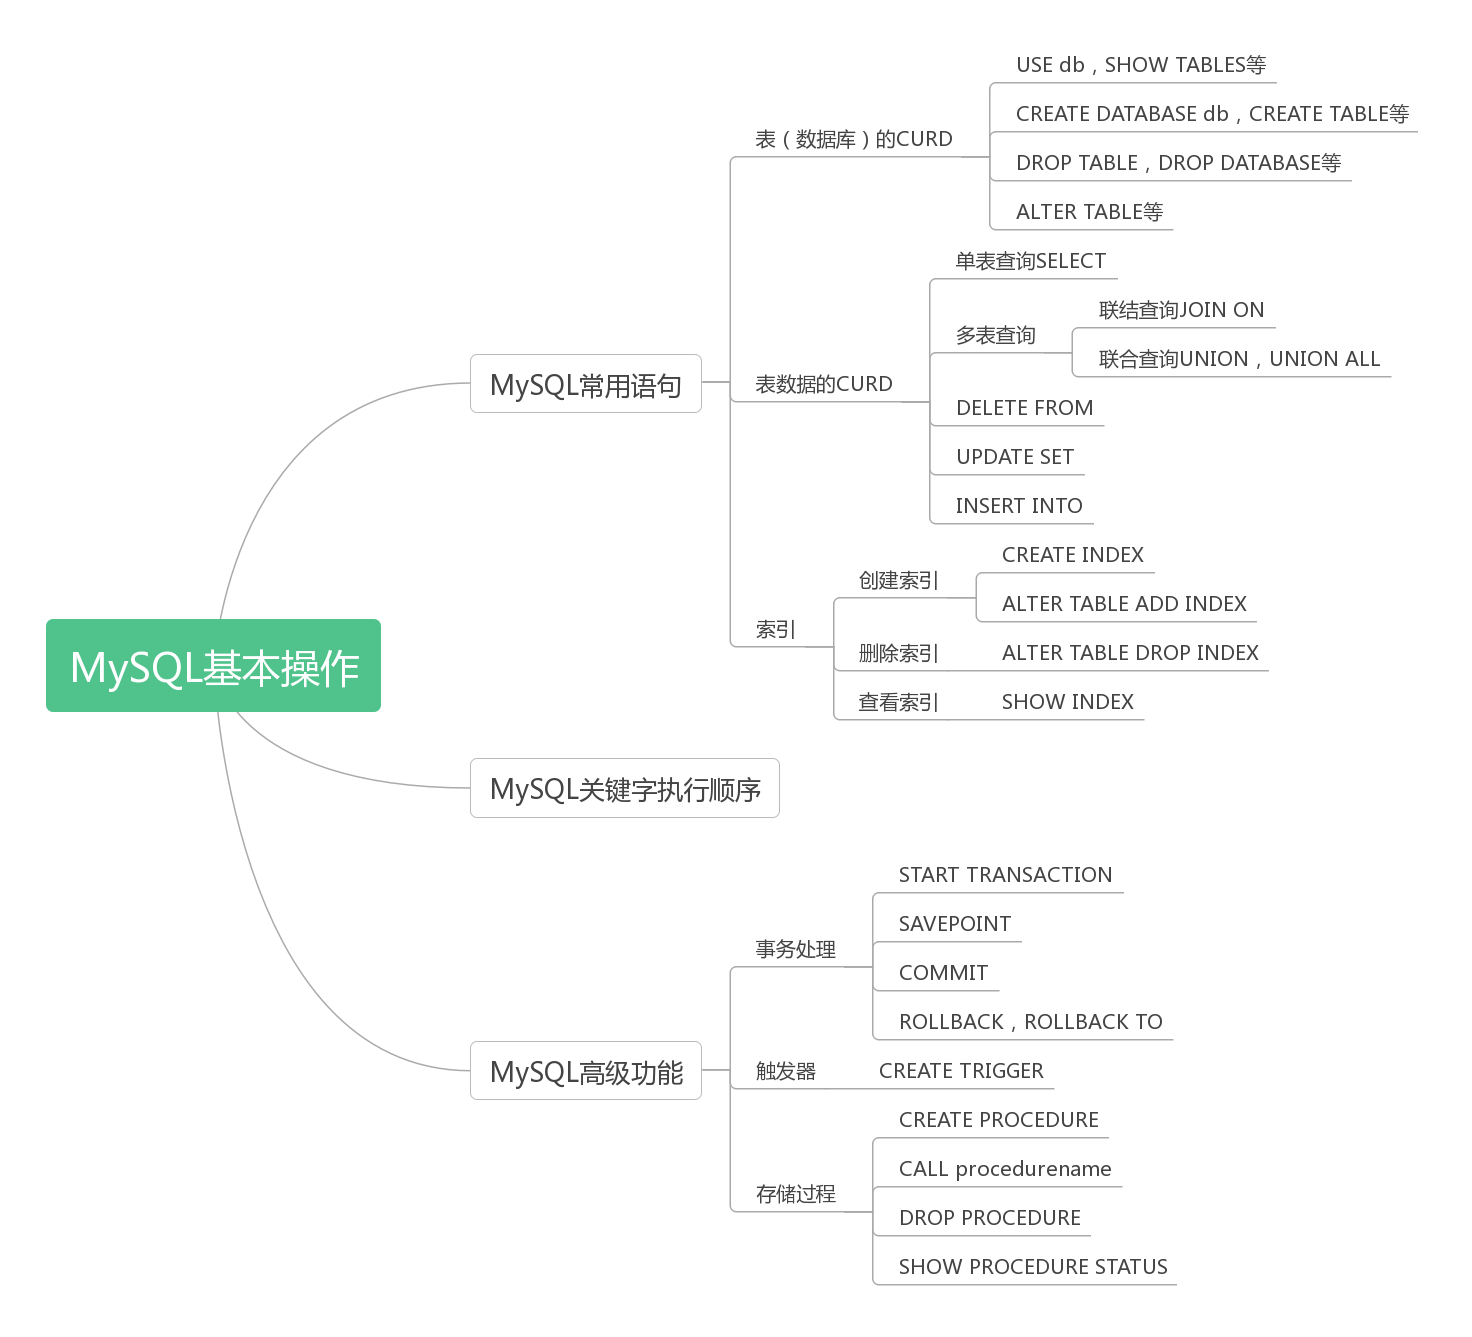 MySQL基本操作
MySQL常用语句
表（数据库）的CURD
USE db，SHOW TABLES等
CREATE DATABASE db，CREATE TABLE等
DROP TABLE，DROP DATABASE等
ALTER TABLE等
表数据的CURD
单表查询SELECT
多表查询
联结查询JOIN ON
联合查询UNION，UNION ALL
DELETE FROM
UPDATE SET
INSERT INTO
索引
创建索引
CREATE INDEX
ALTER TABLE ADD INDEX
删除索引
ALTER TABLE DROP INDEX
查看索引
SHOW INDEX
MySQL关键字执行顺序
MySQL高级功能
事务处理
START TRANSACTION
SAVEPOINT
COMMIT
ROLLBACK，ROLLBACK TO
触发器
CREATE TRIGGER
存储过程
CREATE PROCEDURE
CALL procedurename
DROP PROCEDURE
SHOW PROCEDURE STATUS